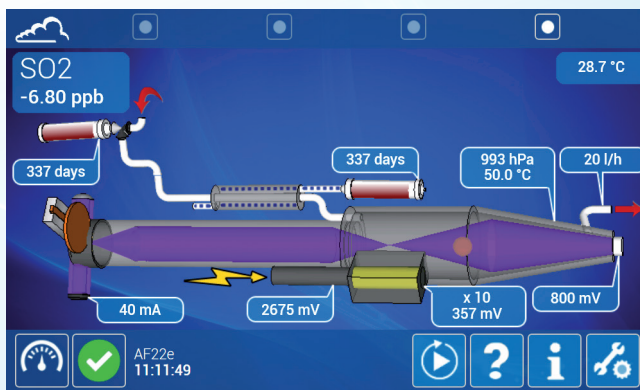 SO2
-6.80 ppb
28.7 °C
337 days
337 days
993 hPa
50.0 °C
20 l/h
40 mA
2675 mV
x 10
357 mV
800 mV
AF22e
11:11:49
?
i